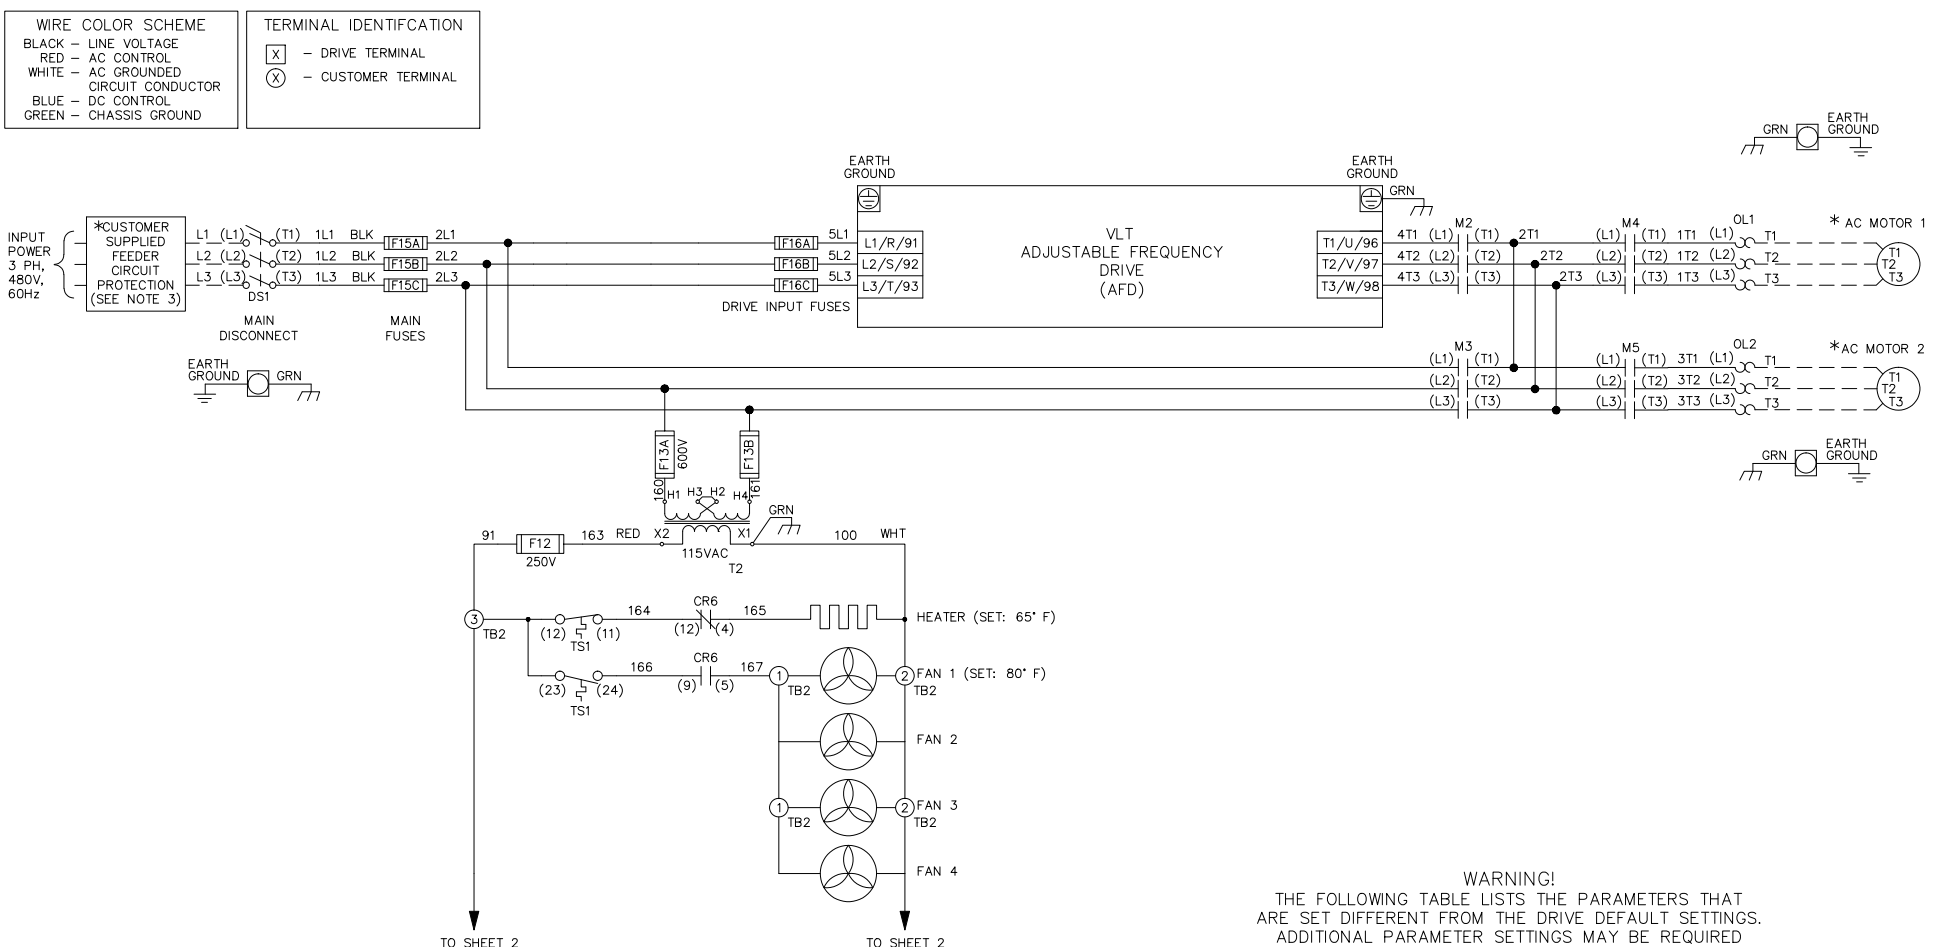 WIRE COLOR SCHEME
BLACK – LINE VOLTAGE
RED – AC CONTROL
WHITE – AC GROUNDED
CIRCUIT CONDUCTOR
BLUE – DC CONTROL
GREEN – CHASSIS GROUND
TERMINAL IDENTIFCATION
X – DRIVE TERMINAL
X – CUSTOMER TERMINAL
GRN
EARTH
GROUND
EARTH
GROUND
EARTH
GROUND
GRN
INPUT
POWER
3 PH,
480V,
60Hz
*CUSTOMER
SUPPLIED
FEEDER
CIRCUIT
PROTECTION
(SEE NOTE 3)
L1 (L1) (T1) 1L1 BLK F15A 2L1
L2 (L2) (T2) 1L2 BLK F15B 2L2
L3 (L3) (T3) 1L3 BLK F15C 2L3
DS1
MAIN
DISCONNECT
MAIN
FUSES
F16A 5L1 L1/R/91
F16B 5L2 L2/S/92
F16C 5L3 L3/T/93
DRIVE INPUT FUSES
VLT
ADJUSTABLE FREQUENCY
DRIVE
(AFD)
M2 M4 OL1 * AC MOTOR 1
T1/U/96 4T1 (L1) (T1) 2T1 (L1) (T1) 1T1 (L1) T1 T1
T2/V/97 4T2 (L2) (T2) 2T2 (L2) (T2) 1T2 (L2) T2 T2
T3/W/98 4T3 (L3) (T3) 2T3 (L3) (T3) 1T3 (L3) T3 T3
EARTH
GROUND GRN
M3 M5 OL2 *AC MOTOR 2
(L1) (T1) (L1) (T1) 3T1 (L1) T1 T1
(L2) (T2) (L2) (T2) 3T2 (L2) T2 T2
(L3) (T3) (L3) (T3) 3T3 (L3) T3 T3
GRN
EARTH
GROUND
F13A
600V
F13B
160
161
H1 H3 H2 H4
GRN
91 F12 163 RED X2 X1 100 WHT
250V
115VAC
T2
3
TB2
(12) (11)
TS1
164
CR6
(12) (4)
165
HEATER (SET: 65° F)
(23) (24)
TS1
166
CR6
(9) (5)
167
1
TB2
2
TB2
FAN 1 (SET: 80° F)
FAN 2
1
TB2
2
TB2
FAN 3
FAN 4
TO SHEET 2
TO SHEET 2
WARNING!
THE FOLLOWING TABLE LISTS THE PARAMETERS THAT
ARE SET DIFFERENT FROM THE DRIVE DEFAULT SETTINGS.
ADDITIONAL PARAMETER SETTINGS MAY BE REQUIRED